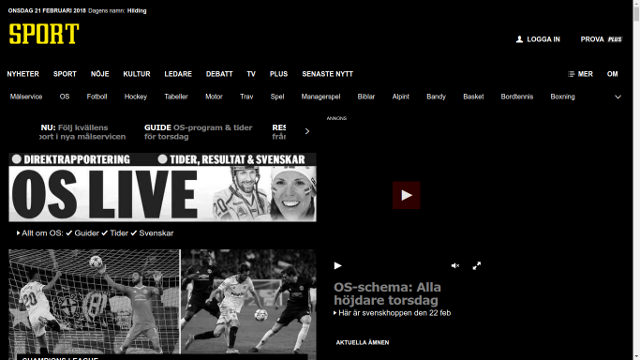 ONSDAG 21 FEBRUARI 2018 Dagens namn: Hilding
SPORT
LOGGA IN PROVA PLUS
NYHETER SPORT NÖJE KULTUR LEDARE DEBATT TV PLUS SENASTE NYTT MER OM
Målservice OS Fotboll Hockey Tabeller Motor Trav Spel Managerspel Biblar Alpint Bandy Basket Bordtennis Boxning
ANNONS
NU: Följ kvällens
port i nya målservicen
GUIDE OS-program & tider
för torsdag
RES
från
DIREKTRAPPORTERING TIDER, RESULTAT & SVENSKAR
OS LIVE
Allt om OS: Guider Tider Svenskar
OS-schema: Alla
höjdare torsdag
Här är svenskhoppen den 22 feb
AKTUELLA ÄMNEN
20
CHAMPIONS LEAGUE